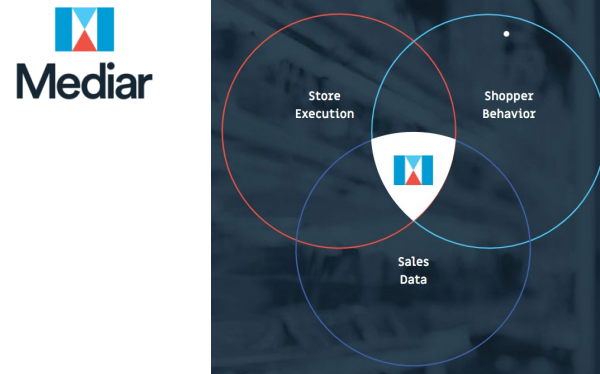 Mediar
Store
Execution
Shopper
Behavior
Sales
Data